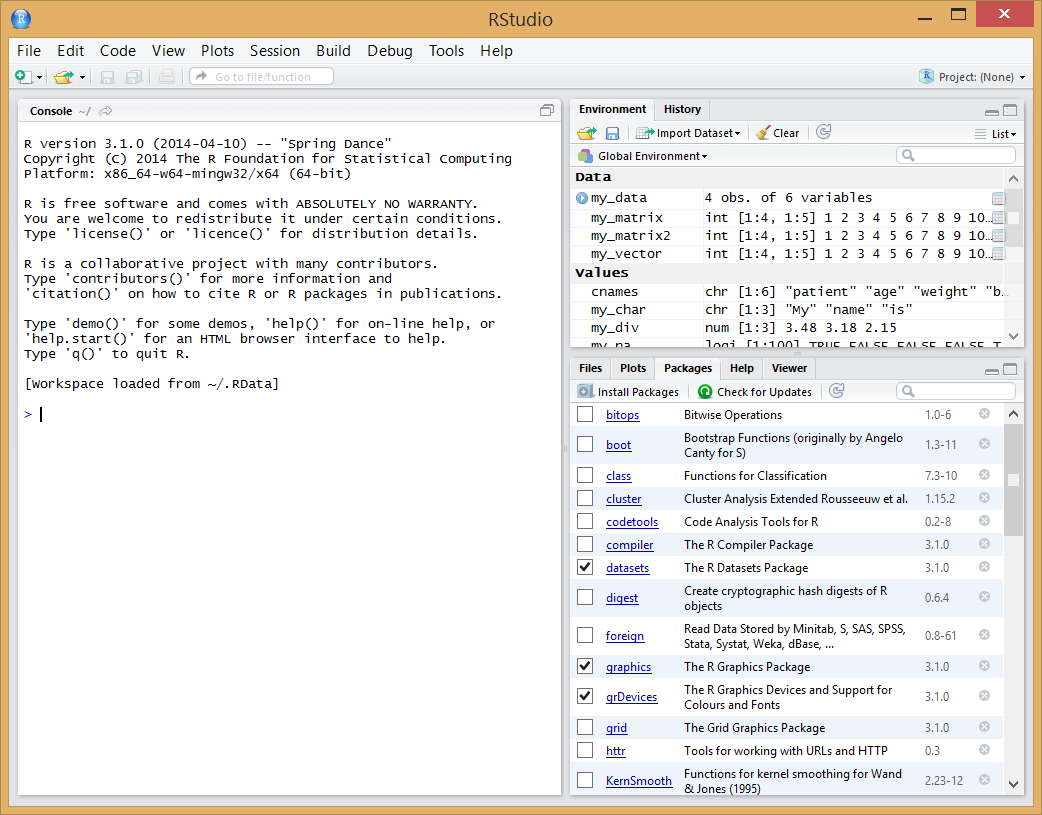 RStudio
File Edit Code View Plots Session Build Debug Tools Help
Go to file/function
Project: (None)
Console ~/
R version 3.1.0 (2014-04-10) -- "Spring Dance"
Copyright (C) 2014 The R Foundation for Statistical Computing
Platform: x86_64-w64-mingw32/x64 (64-bit)
R is free software and comes with ABSOLUTELY NO WARRANTY.
You are welcome to redistribute it under certain conditions.
Type 'license()' or 'licence()' for distribution details.
R is a collaborative project with many contributors.
Type 'contributors()' for more information and
'citation()' on how to cite R or R packages in publications.
Type 'demo()' for some demos, 'help()' for on-line help, or
'help.start()' for an HTML browser interface to help.
Type 'q()' to quit R.
[Workspace loaded from ~/.RData]
>
Environment History
Import Dataset Clear List
Global Environment
Data
my_data 4 obs. of 6 variables
my_matrix int [1:4, 1:5] 1 2 3 4 5 6 7 8 9 10…
my_matrix2 int [1:4, 1:5] 1 2 3 4 5 6 7 8 9 10…
my_vector int [1:4, 1:5] 1 2 3 4 5 6 7 8 9 10…
Values
cnames chr [1:6] "patient" "age" "weight" "b…
my_char chr [1:3] "My" "name" "is"
my_div num [1:3] 3.48 3.18 2.15
my_na logi [1:100] TRUE FALSE FALSE FALSE T
Files Plots Packages Help Viewer
Install Packages Check for Updates
bitops Bitwise Operations 1.0-6
boot Bootstrap Functions (originally by Angelo
Canty for S) 1.3-11
class Functions for Classification 7.3-10
cluster Cluster Analysis Extended Rousseeuw et al. 1.15.2
codetools Code Analysis Tools for R 0.2-8
compiler The R Compiler Package 3.1.0
datasets The R Datasets Package 3.1.0
digest Create cryptographic hash digests of R
objects 0.6.4
foreign Read Data Stored by Minitab, S, SAS, SPSS,
Stata, Systat, Weka, dBase, ... 0.8-61
graphics The R Graphics Package 3.1.0
grDevices The R Graphics Devices and Support for
Colours and Fonts 3.1.0
grid The Grid Graphics Package 3.1.0
httr Tools for working with URLs and HTTP 0.3
KernSmooth Functions for kernel smoothing for Wand
& Jones (1995) 2.23-12